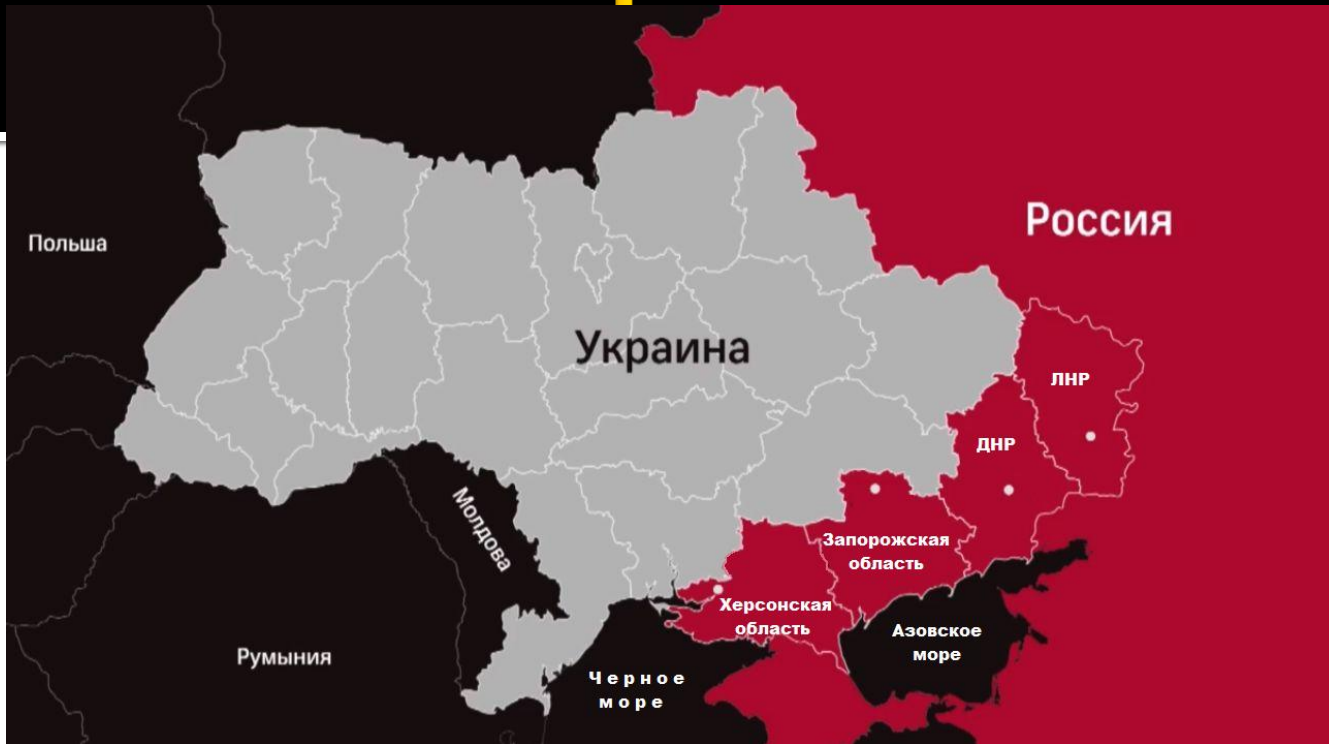 Россия
Польша
Украина
ЛНР
ДНР
Молдова
Запорожская
область
Херсонская
область
Азовское
море
Румыния
Черное
море